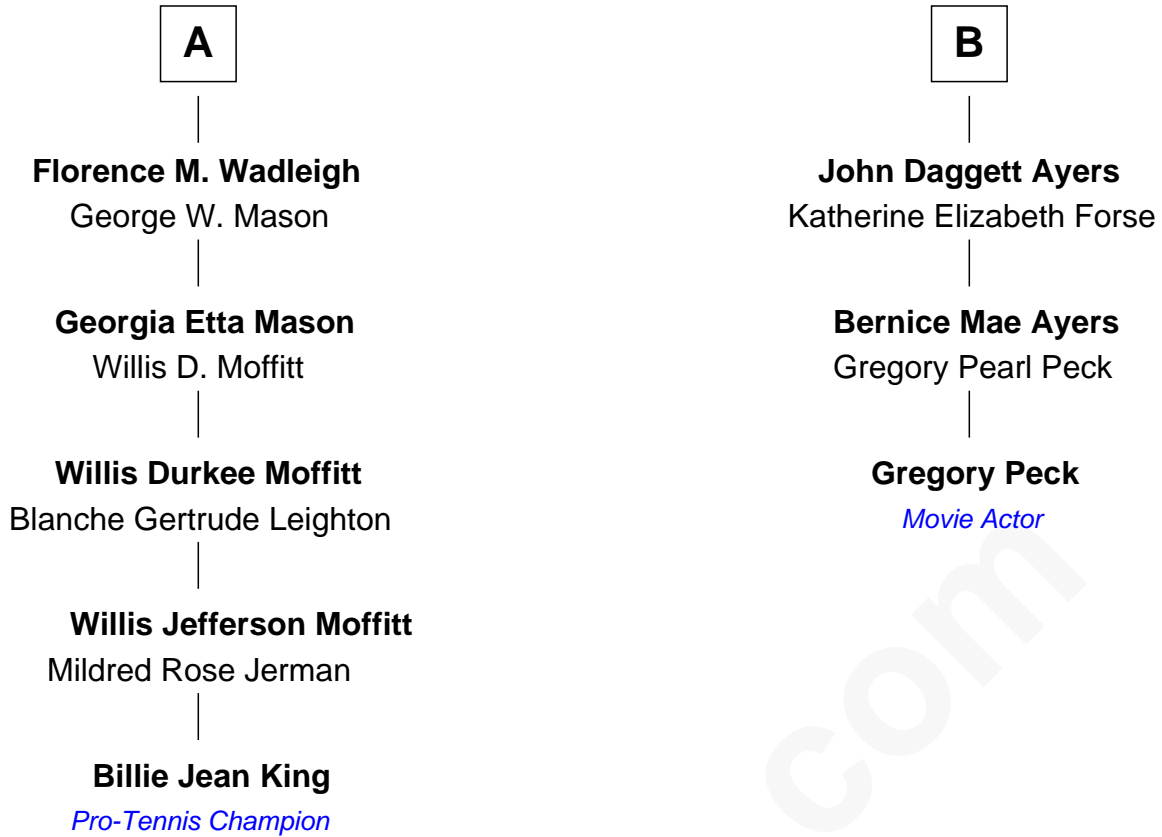 A
Florence M. Wadleigh
George W. Mason
Georgia Etta Mason
Willis D. Moffitt
Willis Durkee Moffitt
Blanche Gertrude Leighton
Willis Jefferson Moffitt
Mildred Rose Jerman
Billie Jean King
Pro-Tennis Champion
B
John Daggett Ayers
Katherine Elizabeth Forse
Bernice Mae Ayers
Gregory Pearl Peck
Gregory Peck
Movie Actor
com